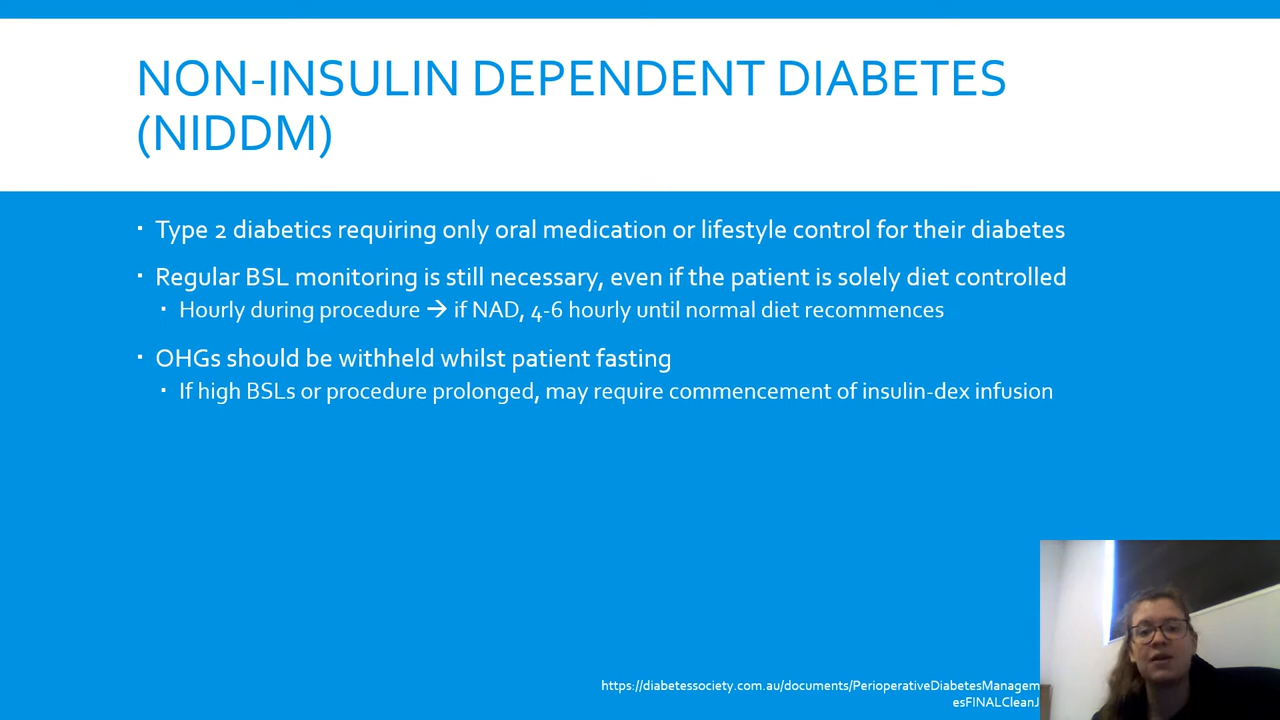 NON-INSULIN DEPENDENT DIABETES
(NIDDM)
▪ Type 2 diabetics requiring only oral medication or lifestyle control for their diabetes
▪ Regular BSL monitoring is still necessary, even if the patient is solely diet controlled
▪ Hourly during procedure → if NAD, 4-6 hourly until normal diet recommences
▪ OHGs should be withheld whilst patient fasting
▪ If high BSLs or procedure prolonged, may require commencement of insulin-dex infusion
https://diabetessociety.com.au/documents/PerioperativeDiabetesManagem
esFINALCleanJ